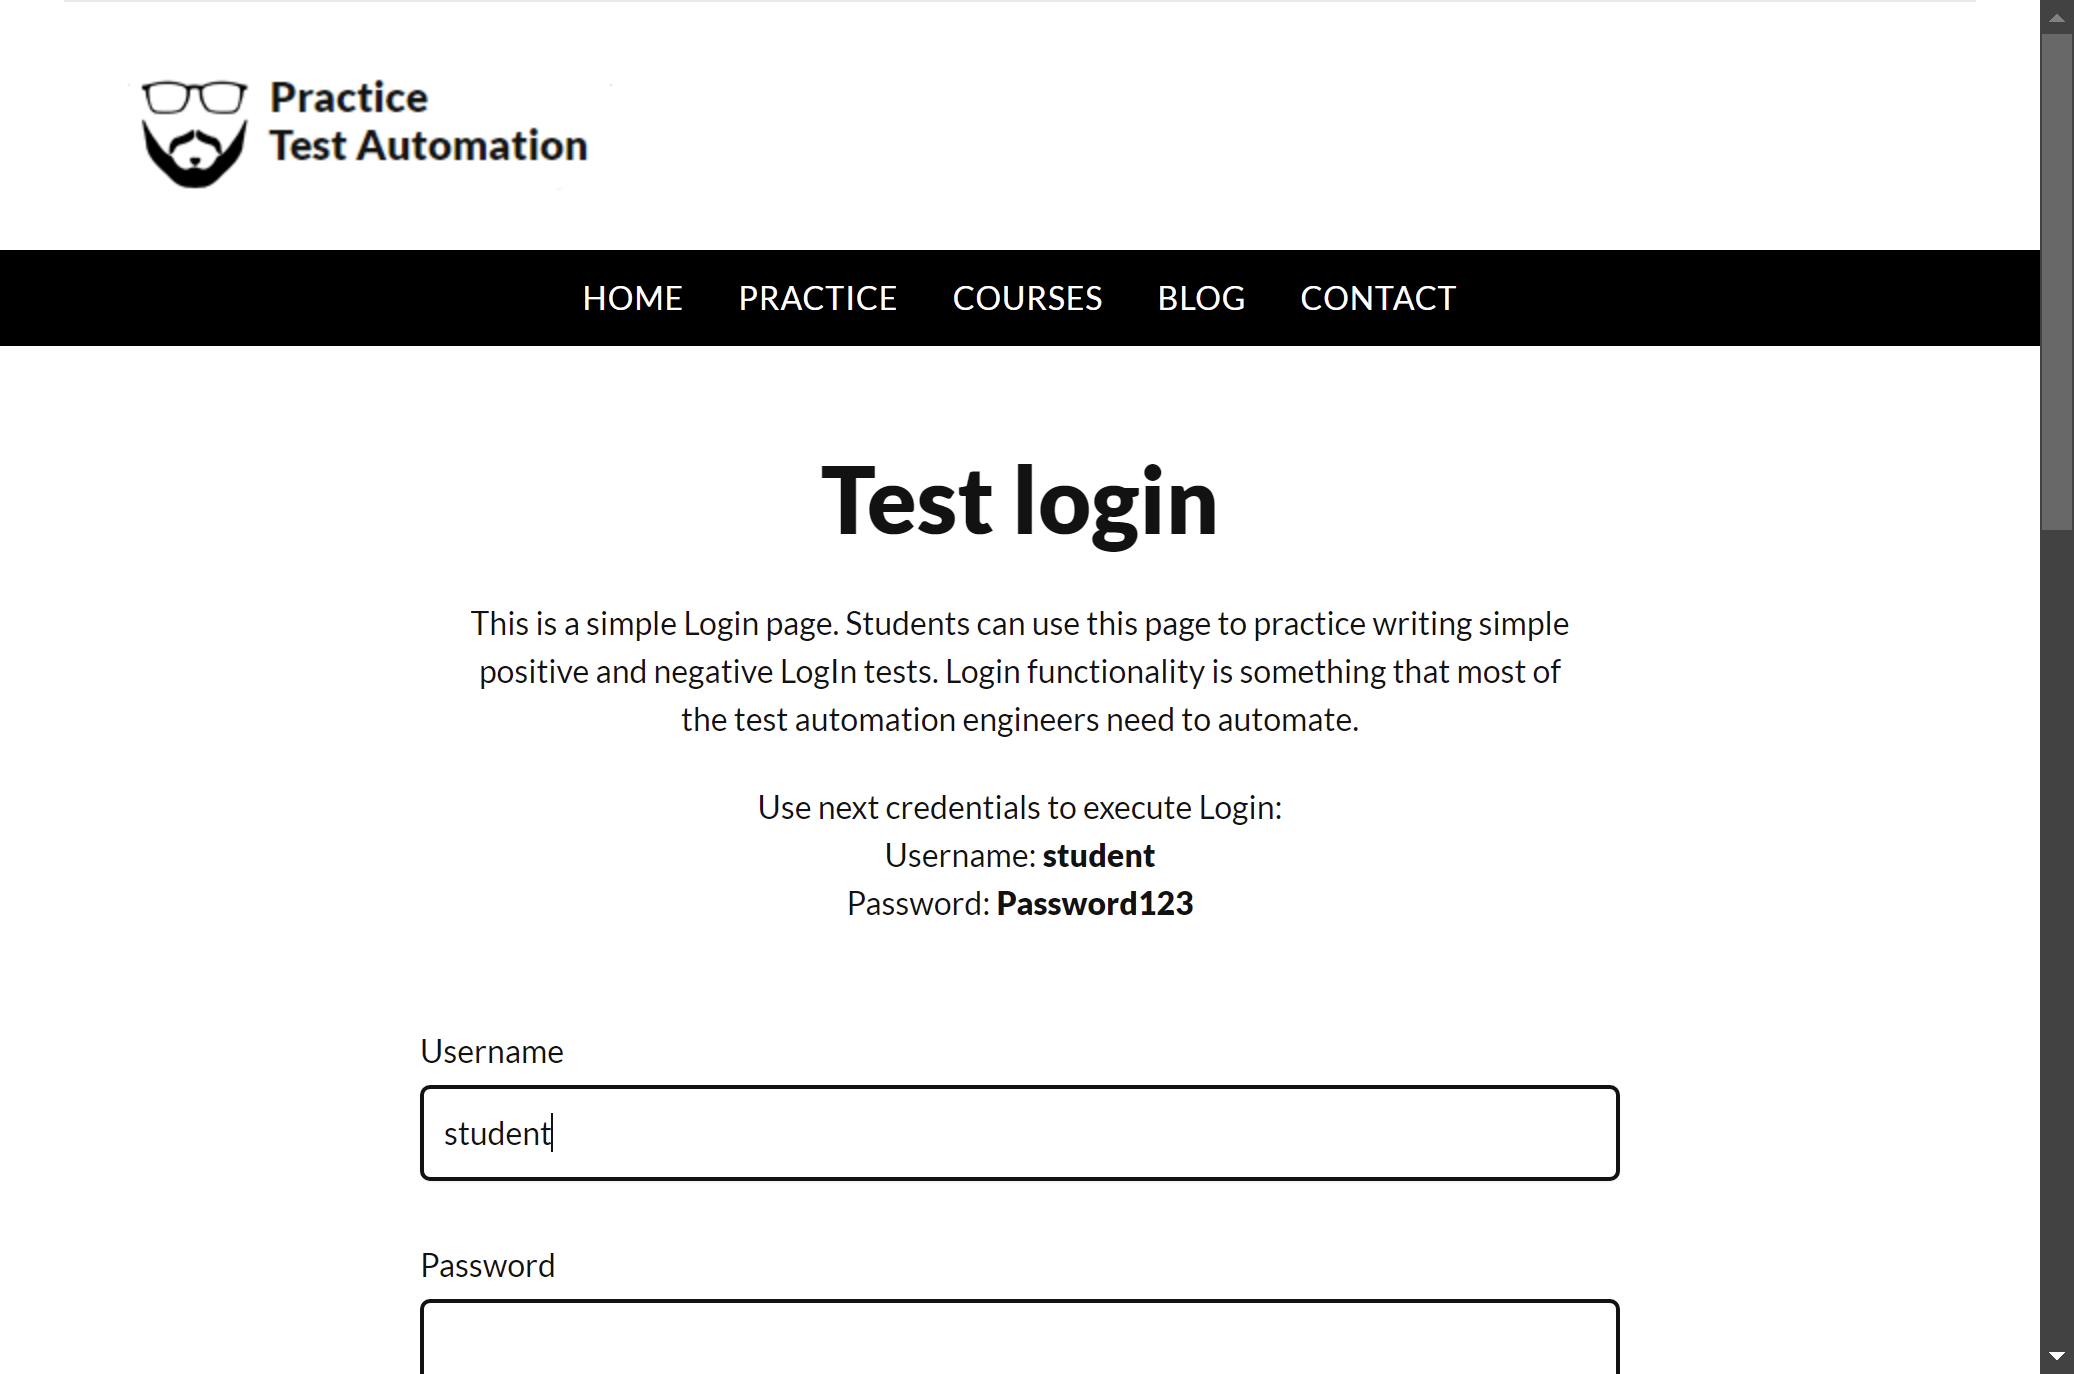 Practice
Test Automation
HOME PRACTICE COURSES BLOG CONTACT
Test login
This is a simple Login page. Students can use this page to practice writing simple
positive and negative LogIn tests. Login functionality is something that most of
the test automation engineers need to automate.
Use next credentials to execute Login:
Username: student
Password: Password123
Username
student
Password